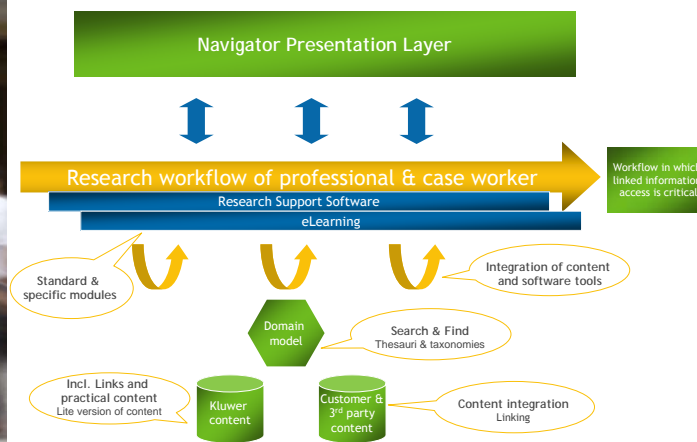 Navigator Presentation Layer
Research workflow of professional & case worker
Workflow in which
linked information
access is critical
Research Support Software
eLearning
Standard &
specific modules
Integration of content
and software tools
Domain
model
Search & Find
Thesauri & taxonomies
Incl. Links and
practical content
Lite version of content
Kluwer
content
Customer &
3rd party
content
Content integration
Linking